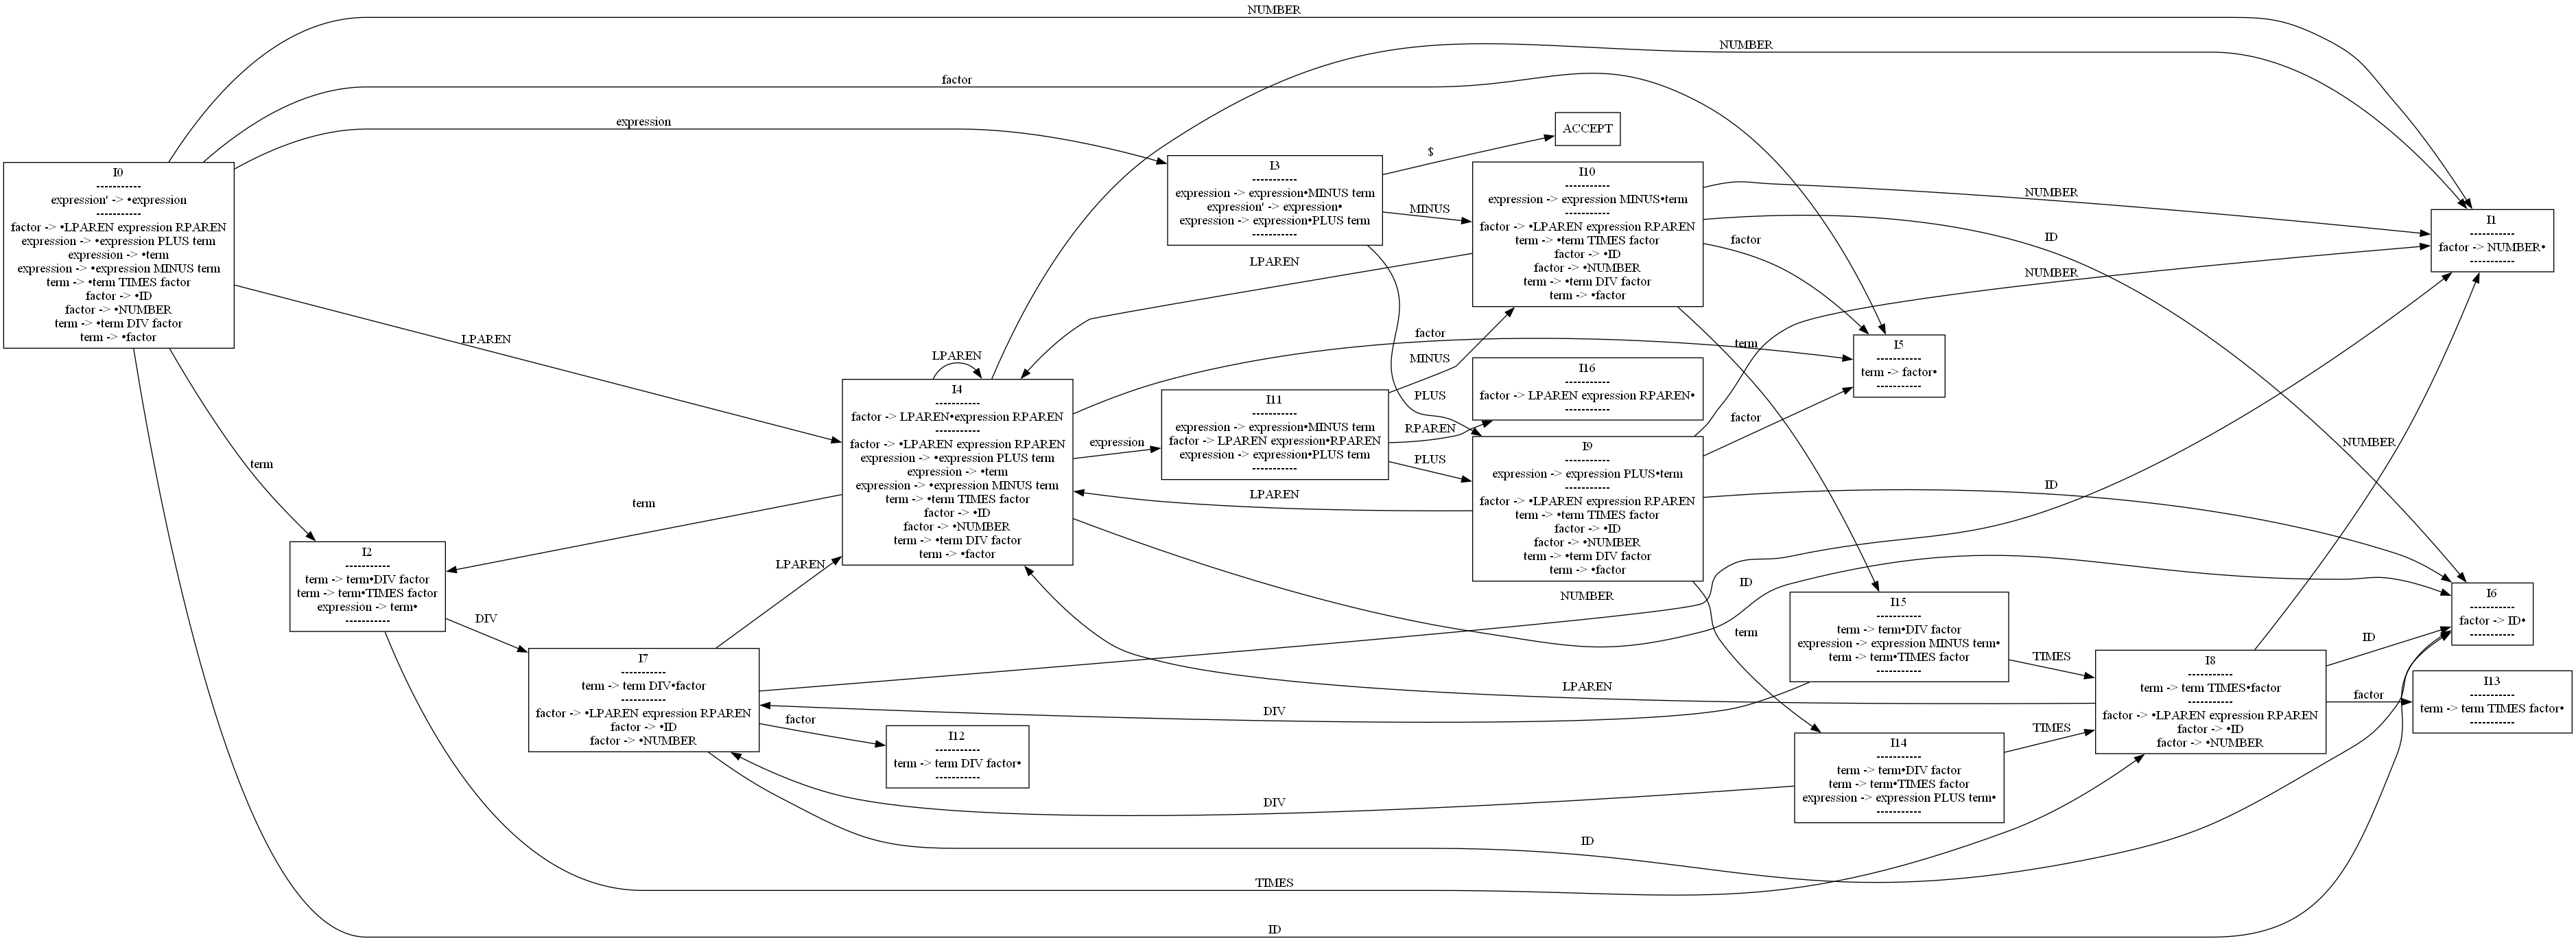 NUMBER
NUMBER
factor
expression
ACCEPT
$
I0
-----------
expression' -> •expression
-----------
factor -> •LPAREN expression RPAREN
expression -> •expression PLUS term
expression -> •term
expression -> •expression MINUS term
term -> •term TIMES factor
factor -> •ID
factor -> •NUMBER
term -> •term DIV factor
term -> •factor
I3
-----------
expression -> expression•MINUS term
expression' -> expression•
expression -> expression•PLUS term
-----------
MINUS
I10
-----------
expression -> expression MINUS•term
-----------
factor -> •LPAREN expression RPAREN
term -> •term TIMES factor
factor -> •ID
factor -> •NUMBER
term -> •term DIV factor
term -> •factor
NUMBER
ID
factor
NUMBER
I1
-----------
factor -> NUMBER•
-----------
LPAREN
LPAREN
LPAREN
factor
term
MINUS
I5
-----------
term -> factor•
-----------
I16
-----------
factor -> LPAREN expression RPAREN•
-----------
I4
-----------
factor -> LPAREN•expression RPAREN
-----------
factor -> •LPAREN expression RPAREN
expression -> •expression PLUS term
expression -> •term
expression -> •expression MINUS term
term -> •term TIMES factor
factor -> •ID
factor -> •NUMBER
term -> •term DIV factor
term -> •factor
expression
I11
-----------
expression -> expression•MINUS term
factor -> LPAREN expression•RPAREN
expression -> expression•PLUS term
-----------
PLUS
RPAREN
PLUS
factor
I9
-----------
expression -> expression PLUS•term
-----------
factor -> •LPAREN expression RPAREN
term -> •term TIMES factor
factor -> •ID
factor -> •NUMBER
term -> •term DIV factor
term -> •factor
NUMBER
term
LPAREN
ID
term
I2
-----------
term -> term•DIV factor
term -> term•TIMES factor
expression -> term•
-----------
DIV
LPAREN
ID
NUMBER
term
I15
-----------
term -> term•DIV factor
expression -> expression MINUS term•
term -> term•TIMES factor
-----------
I6
-----------
factor -> ID•
-----------
I7
-----------
term -> term DIV•factor
-----------
factor -> •LPAREN expression RPAREN
factor -> •ID
factor -> •NUMBER
TIMES
ID
I8
-----------
term -> term TIMES•factor
-----------
factor -> •LPAREN expression RPAREN
factor -> •ID
factor -> •NUMBER
LPAREN
factor
I13
-----------
term -> term TIMES factor•
-----------
DIV
factor
I12
-----------
term -> term DIV factor•
-----------
TIMES
I14
-----------
term -> term•DIV factor
term -> term•TIMES factor
expression -> expression PLUS term•
-----------
DIV
ID
TIMES
ID